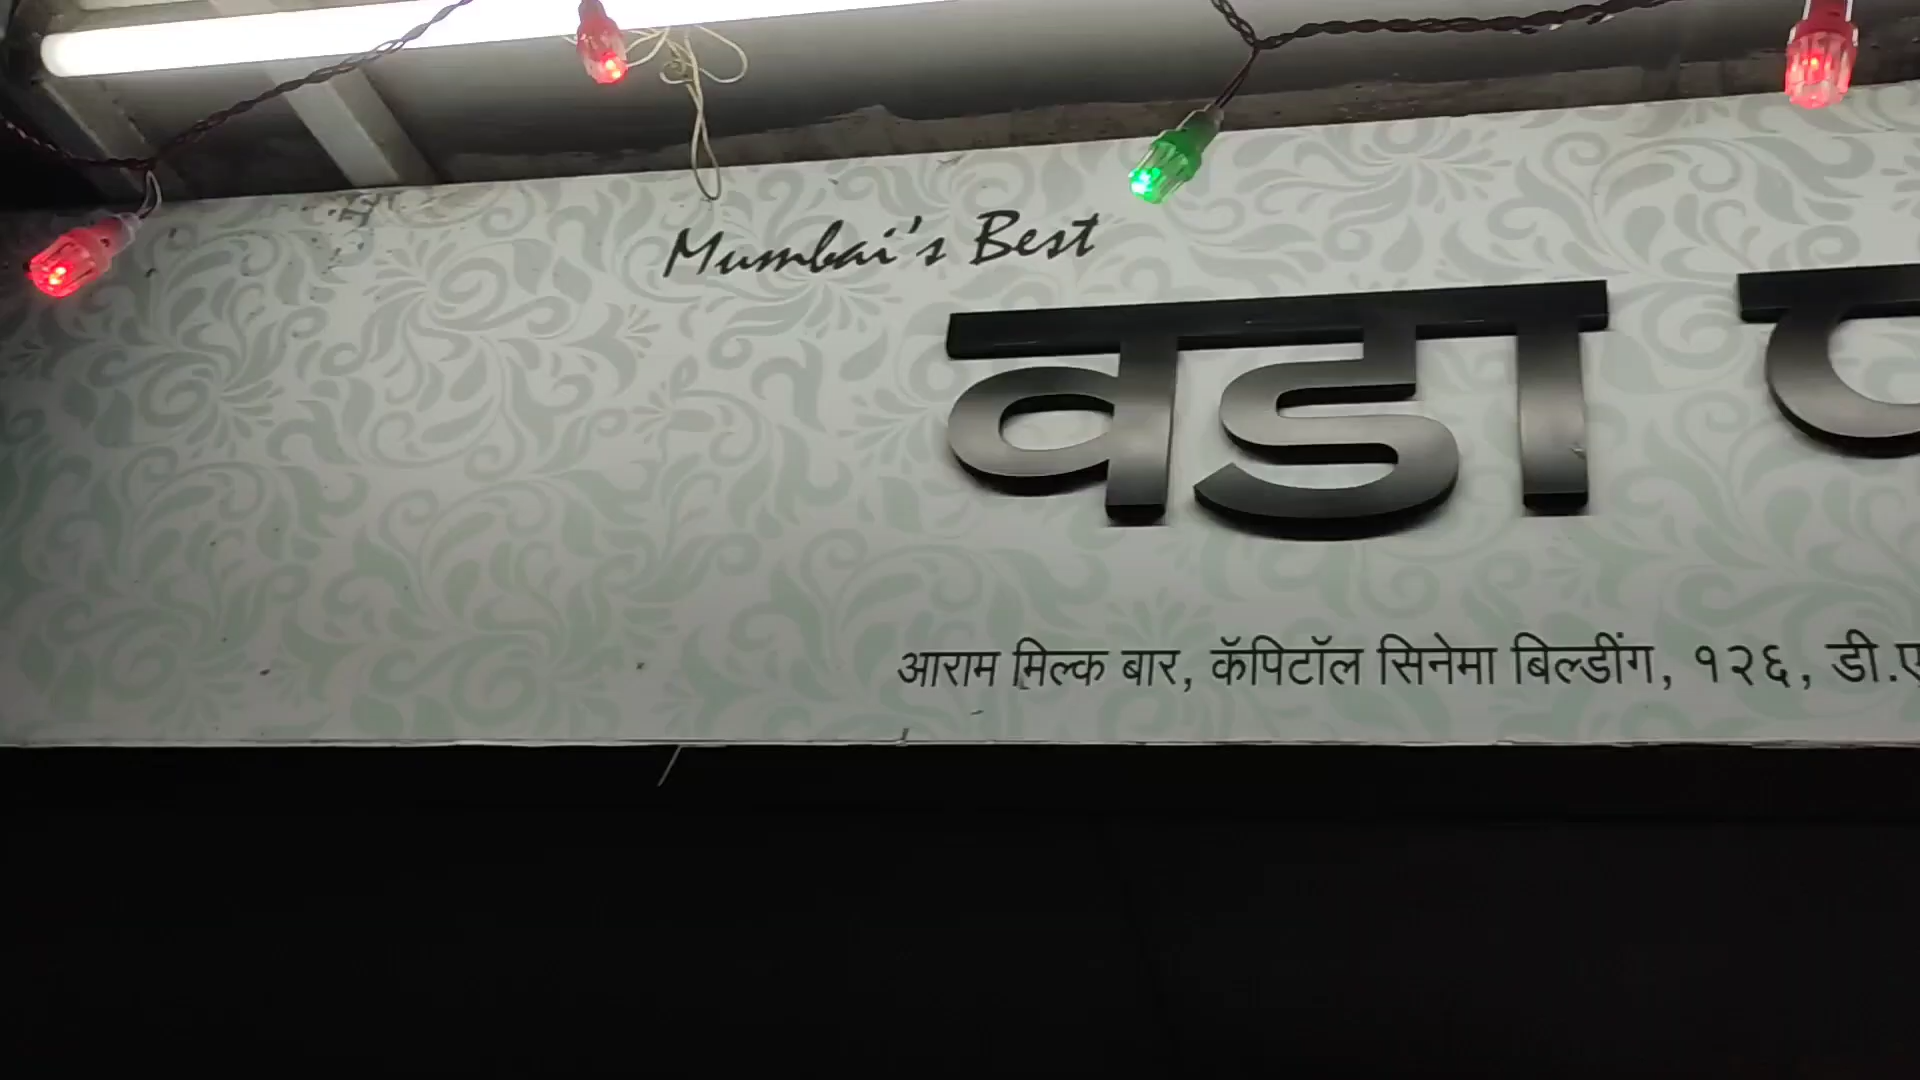 Mumbai's Best
वडा
आराम मिल्क बार, कॅपिटॉल सिनेमा बिल्डींग, १२६, डी.